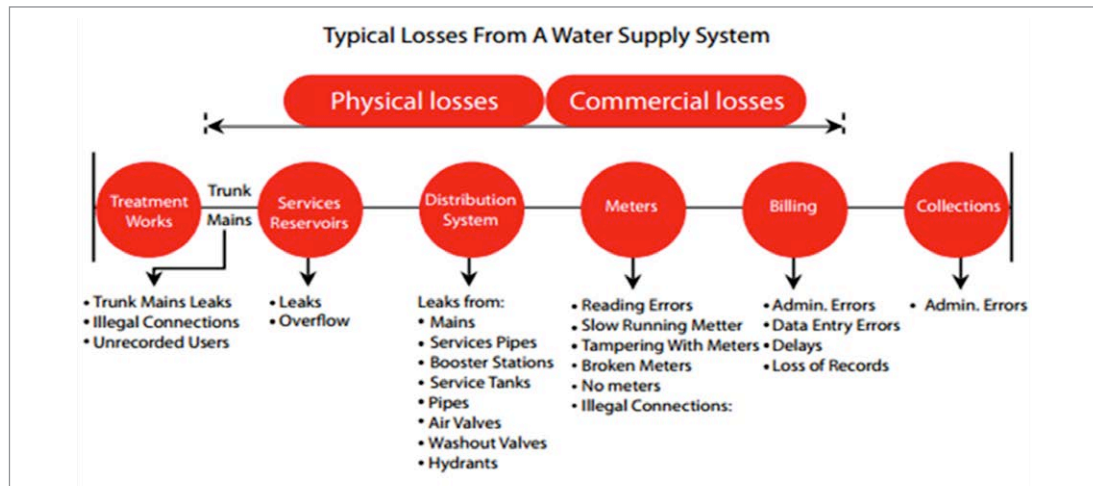 Typical Losses From A Water Supply System
Physical losses
Commercial losses
Treatment
Works
Trunk
Mains
Services
Reservoirs
Distribution
System
Meters
Billing
Collections
• Trunk Mains Leaks
• Illegal Connections
• Unrecorded Users
• Leaks
• Overflow
Leaks from:
• Mains
• Services Pipes
• Booster Stations
• Service Tanks
• Pipes
• Air Valves
• Washout Valves
• Hydrants
• Reading Errors
• Slow Running Metter
• Tampering With Meters
• Broken Meters
• No meters
• Illegal Connections:
• Admin. Errors
• Data Entry Errors
• Delays
• Loss of Records
• Admin. Errors